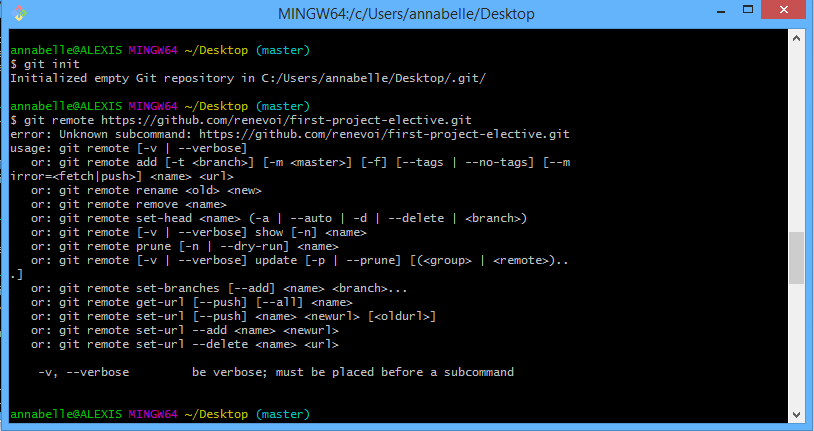 MINGW64:/c/Users/annabelle/Desktop
annabelle@ALEXIS MINGW64 ~/Desktop (master)
$ git init
Initialized empty Git repository in C:/Users/annabelle/Desktop/.git/
annabelle@ALEXIS MINGW64 ~/Desktop (master)
$ git remote https://github.com/renevoi/first-project-elective.git
error: Unknown subcommand: https://github.com/renevoi/first-project-elective.git
usage: git remote [-v | --verbose]
   or: git remote add [-t <branch>] [-m <master>] [-f] [--tags | --no-tags] [--m
irror=<fetch|push>] <name> <url>
   or: git remote rename <old> <new>
   or: git remote remove <name>
   or: git remote set-head <name> (-a | --auto | -d | --delete | <branch>)
   or: git remote [-v | --verbose] show [-n] <name>
   or: git remote prune [-n | --dry-run] <name>
   or: git remote [-v | --verbose] update [-p | --prune] [(<group> | <remote>)..
.]
   or: git remote set-branches [--add] <name> <branch>...
   or: git remote get-url [--push] [--all] <name>
   or: git remote set-url [--push] <name> <newurl> [<oldurl>]
   or: git remote set-url --add <name> <newurl>
   or: git remote set-url --delete <name> <url>
    -v, --verbose         be verbose; must be placed before a subcommand
annabelle@ALEXIS MINGW64 ~/Desktop (master)